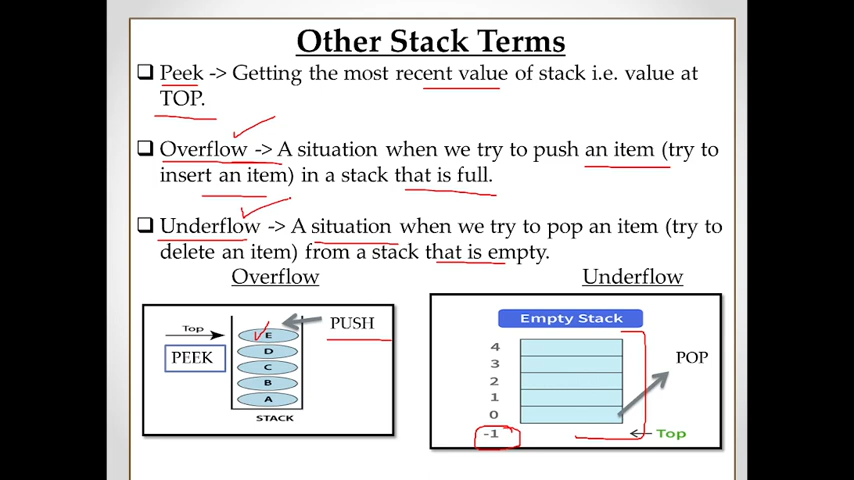 Other Stack Terms
Peek -> Getting the most recent value of stack i.e. value at
TOP.
Overflow -> A situation when we try to push an item (try to
insert an item) in a stack that is full.
Underflow -> A situation when we try to pop an item (try to
delete an item) from a stack that is empty.
Overflow
Top
PEEK
E
D
C
B
A
PUSH
STACK
Underflow
Empty Stack
4
3
2
1
0
-1
POP
Top